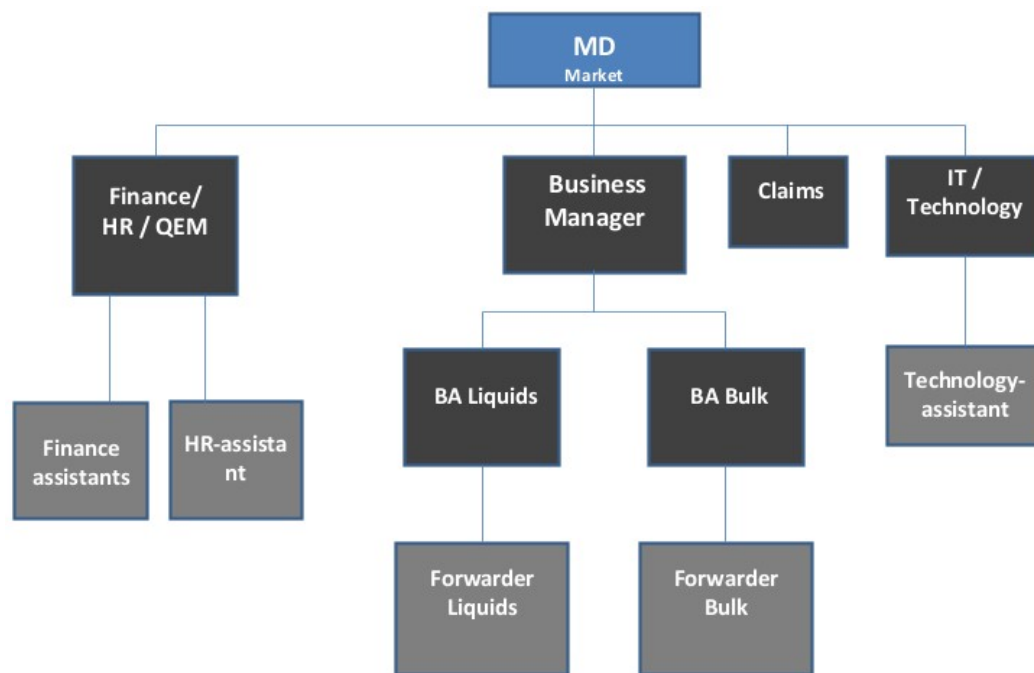 MD
Market
Finance/
HR / QEM
Business
Manager
Claims
IT /
Technology
BA Liquids
BA Bulk
Technology-
assistant
Finance
assistants
HR-assista
nt
Forwarder
Liquids
Forwarder
Bulk